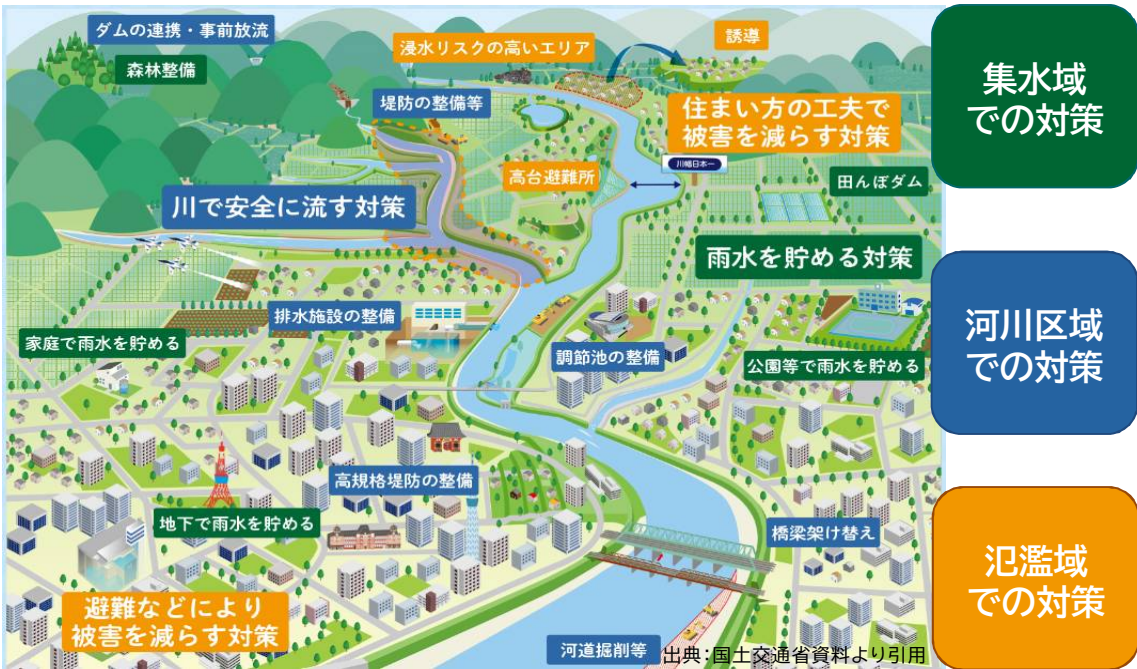 ダムの連携・事前放流
森林整備
浸水リスクの高いエリア
誘導
堤防の整備等
住まい方の工夫で
被害を減らす対策
川幅日本一
高台避難所
田んぼダム
川で安全に流す対策
雨水を貯める対策
排水施設の整備
家庭で雨水を貯める
調節池の整備
公園等で雨水を貯める
高規格堤防の整備
地下で雨水を貯める
橋梁架け替え
避難などにより
被害を減らす対策
河道掘削等
出典:国土交通省資料より引用
集水域
での対策
河川区域
での対策
氾濫域
での対策